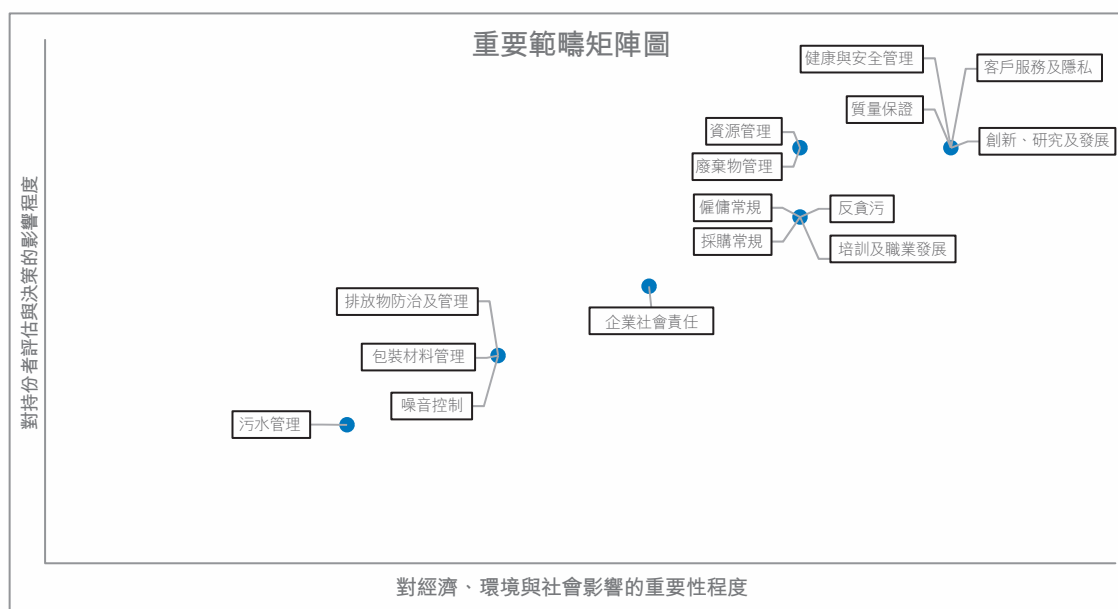 重要範疇矩陣圖
健康與安全管理
客戶服務及隱私
質量保證
資源管理
創新、研究及發展
廢棄物管理
僱傭常規
反貪污
採購常規
培訓及職業發展
排放物防治及管理
企業社會責任
包裝材料管理
噪音控制
污水管理
對持份者評估與決策的影響程度
對經濟、環境與社會影響的重要性程度